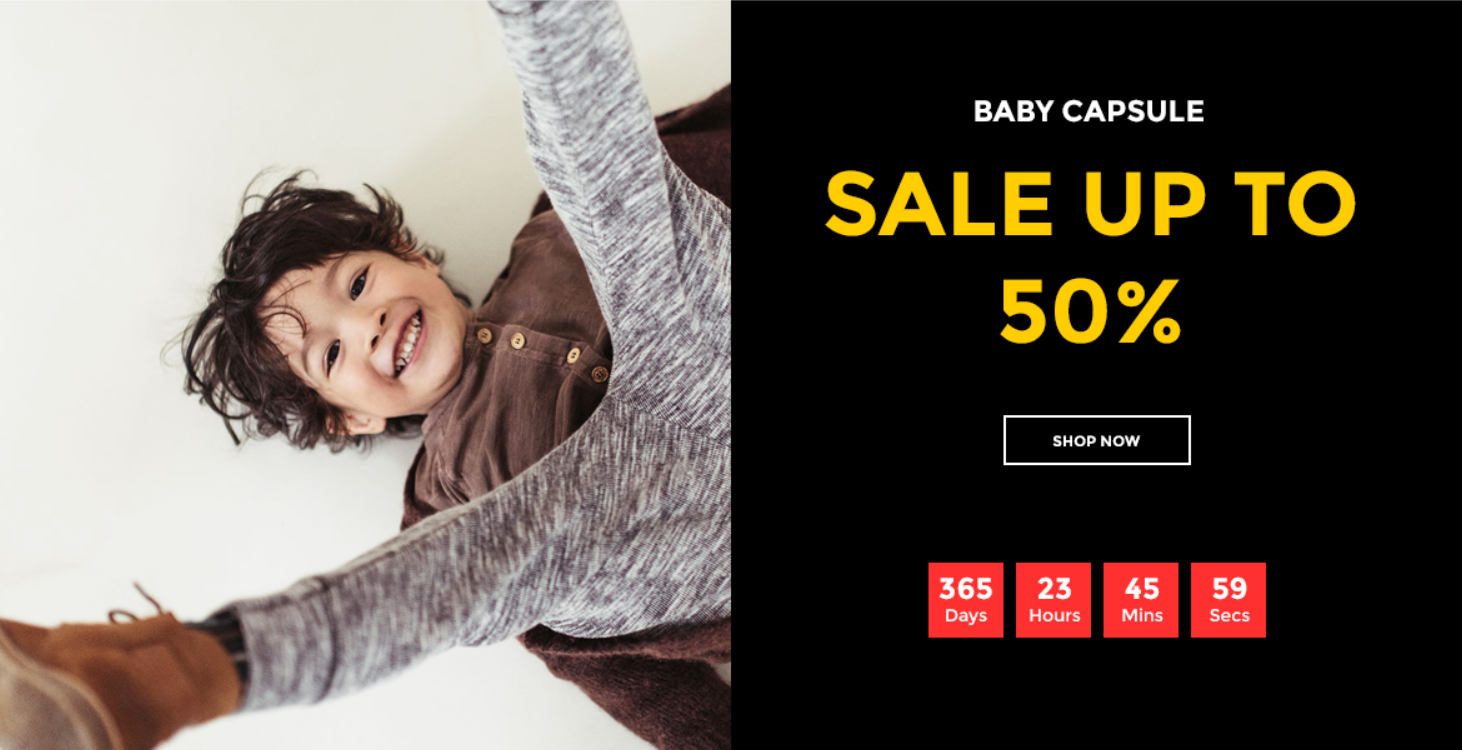 BABY CAPSULE
SALE UP TO
50%
SHOP NOW
365 23 45 59
Days Hours Mins Secs